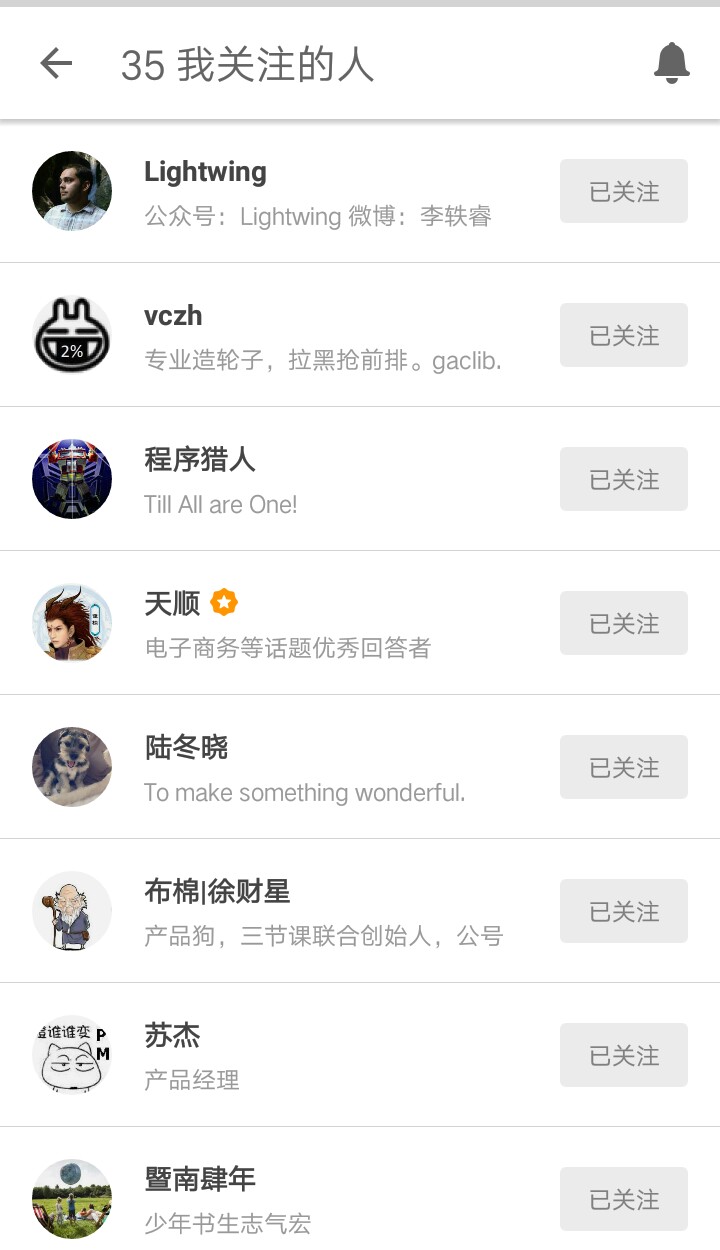 35 我关注的人
Lightwing
已关注
公众号：Lightwing 微博：李轶睿
vczh
已关注
2%
专业造轮子，拉黑抢前排。gaclib.
程序猎人
已关注
Till All are One!
天顺
已关注
电子商务等话题优秀回答者
陆冬晓
已关注
To make something wonderful.
布棉|徐财星
已关注
产品狗，三节课联合创始人，公号
苏杰
已关注
谁谁变 P
M
产品经理
暨南肆年
已关注
少年书生志气宏